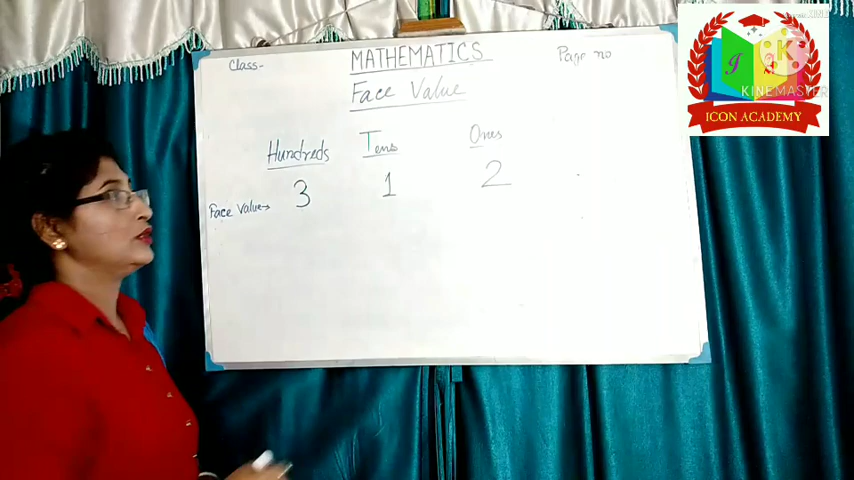 Class-
MATHEMATICS
Page no
Face Value
Hundreds Tens Ones
Face Value→ 3 1 2
KINEMASTER
ICON ACADEMY